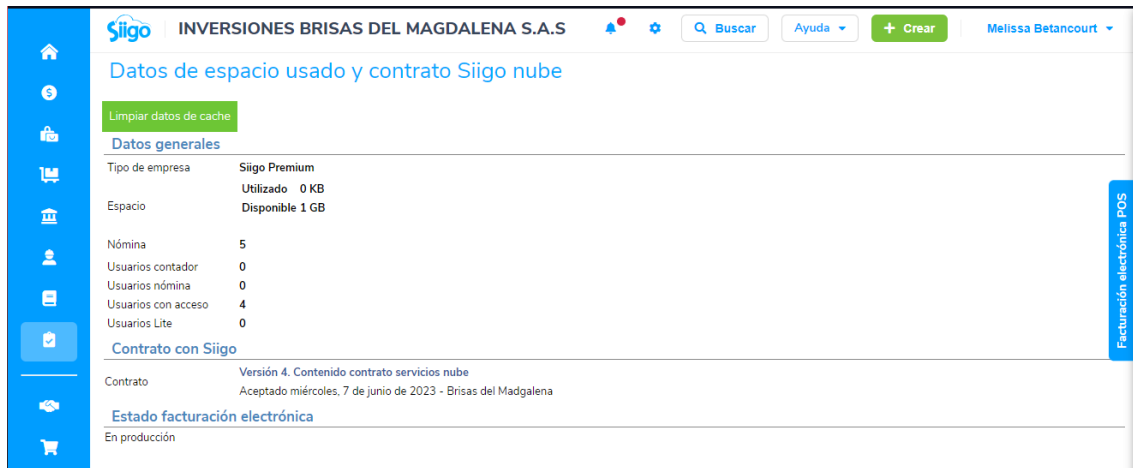 Siigo INVERSIONES BRISAS DEL MAGDALENA S.A.S Buscar Ayuda + Crear Melissa Betancourt
Datos de espacio usado y contrato Siigo nube
Limpiar datos de cache
Datos generales
Tipo de empresa Siigo Premium
Utilizado 0 KB
Espacio
Disponible 1 GB
Nómina 5
Usuarios contador 0
Usuarios nómina 0
Usuarios con acceso 4
Usuarios Lite 0
Contrato con Siigo
Versión 4. Contenido contrato servicios nube
Contrato
Aceptado miércoles, 7 de junio de 2023 - Brisas del Madgalena
Estado facturación electrónica
En producción
Facturación electrónica POS